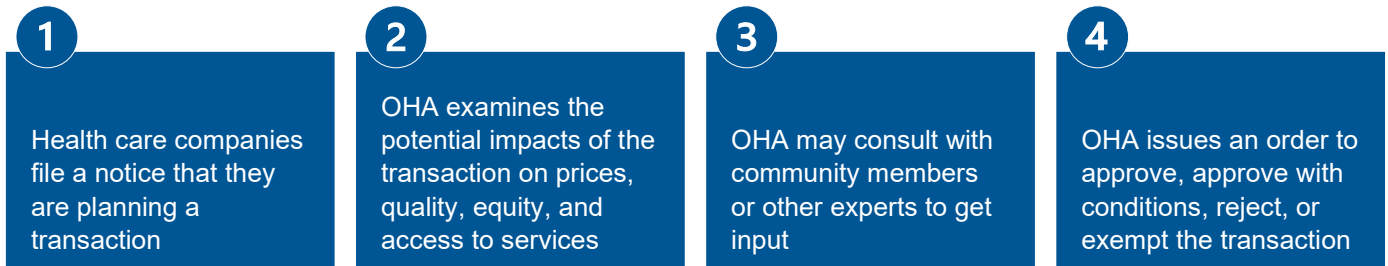 1
Health care companies
file a notice that they
are planning a
transaction
2
OHA examines the
potential impacts of the
transaction on prices,
quality, equity, and
access to services
3
OHA may consult with
community members
or other experts to get
input
4
OHA issues an order to
approve, approve with
conditions, reject, or
exempt the transaction